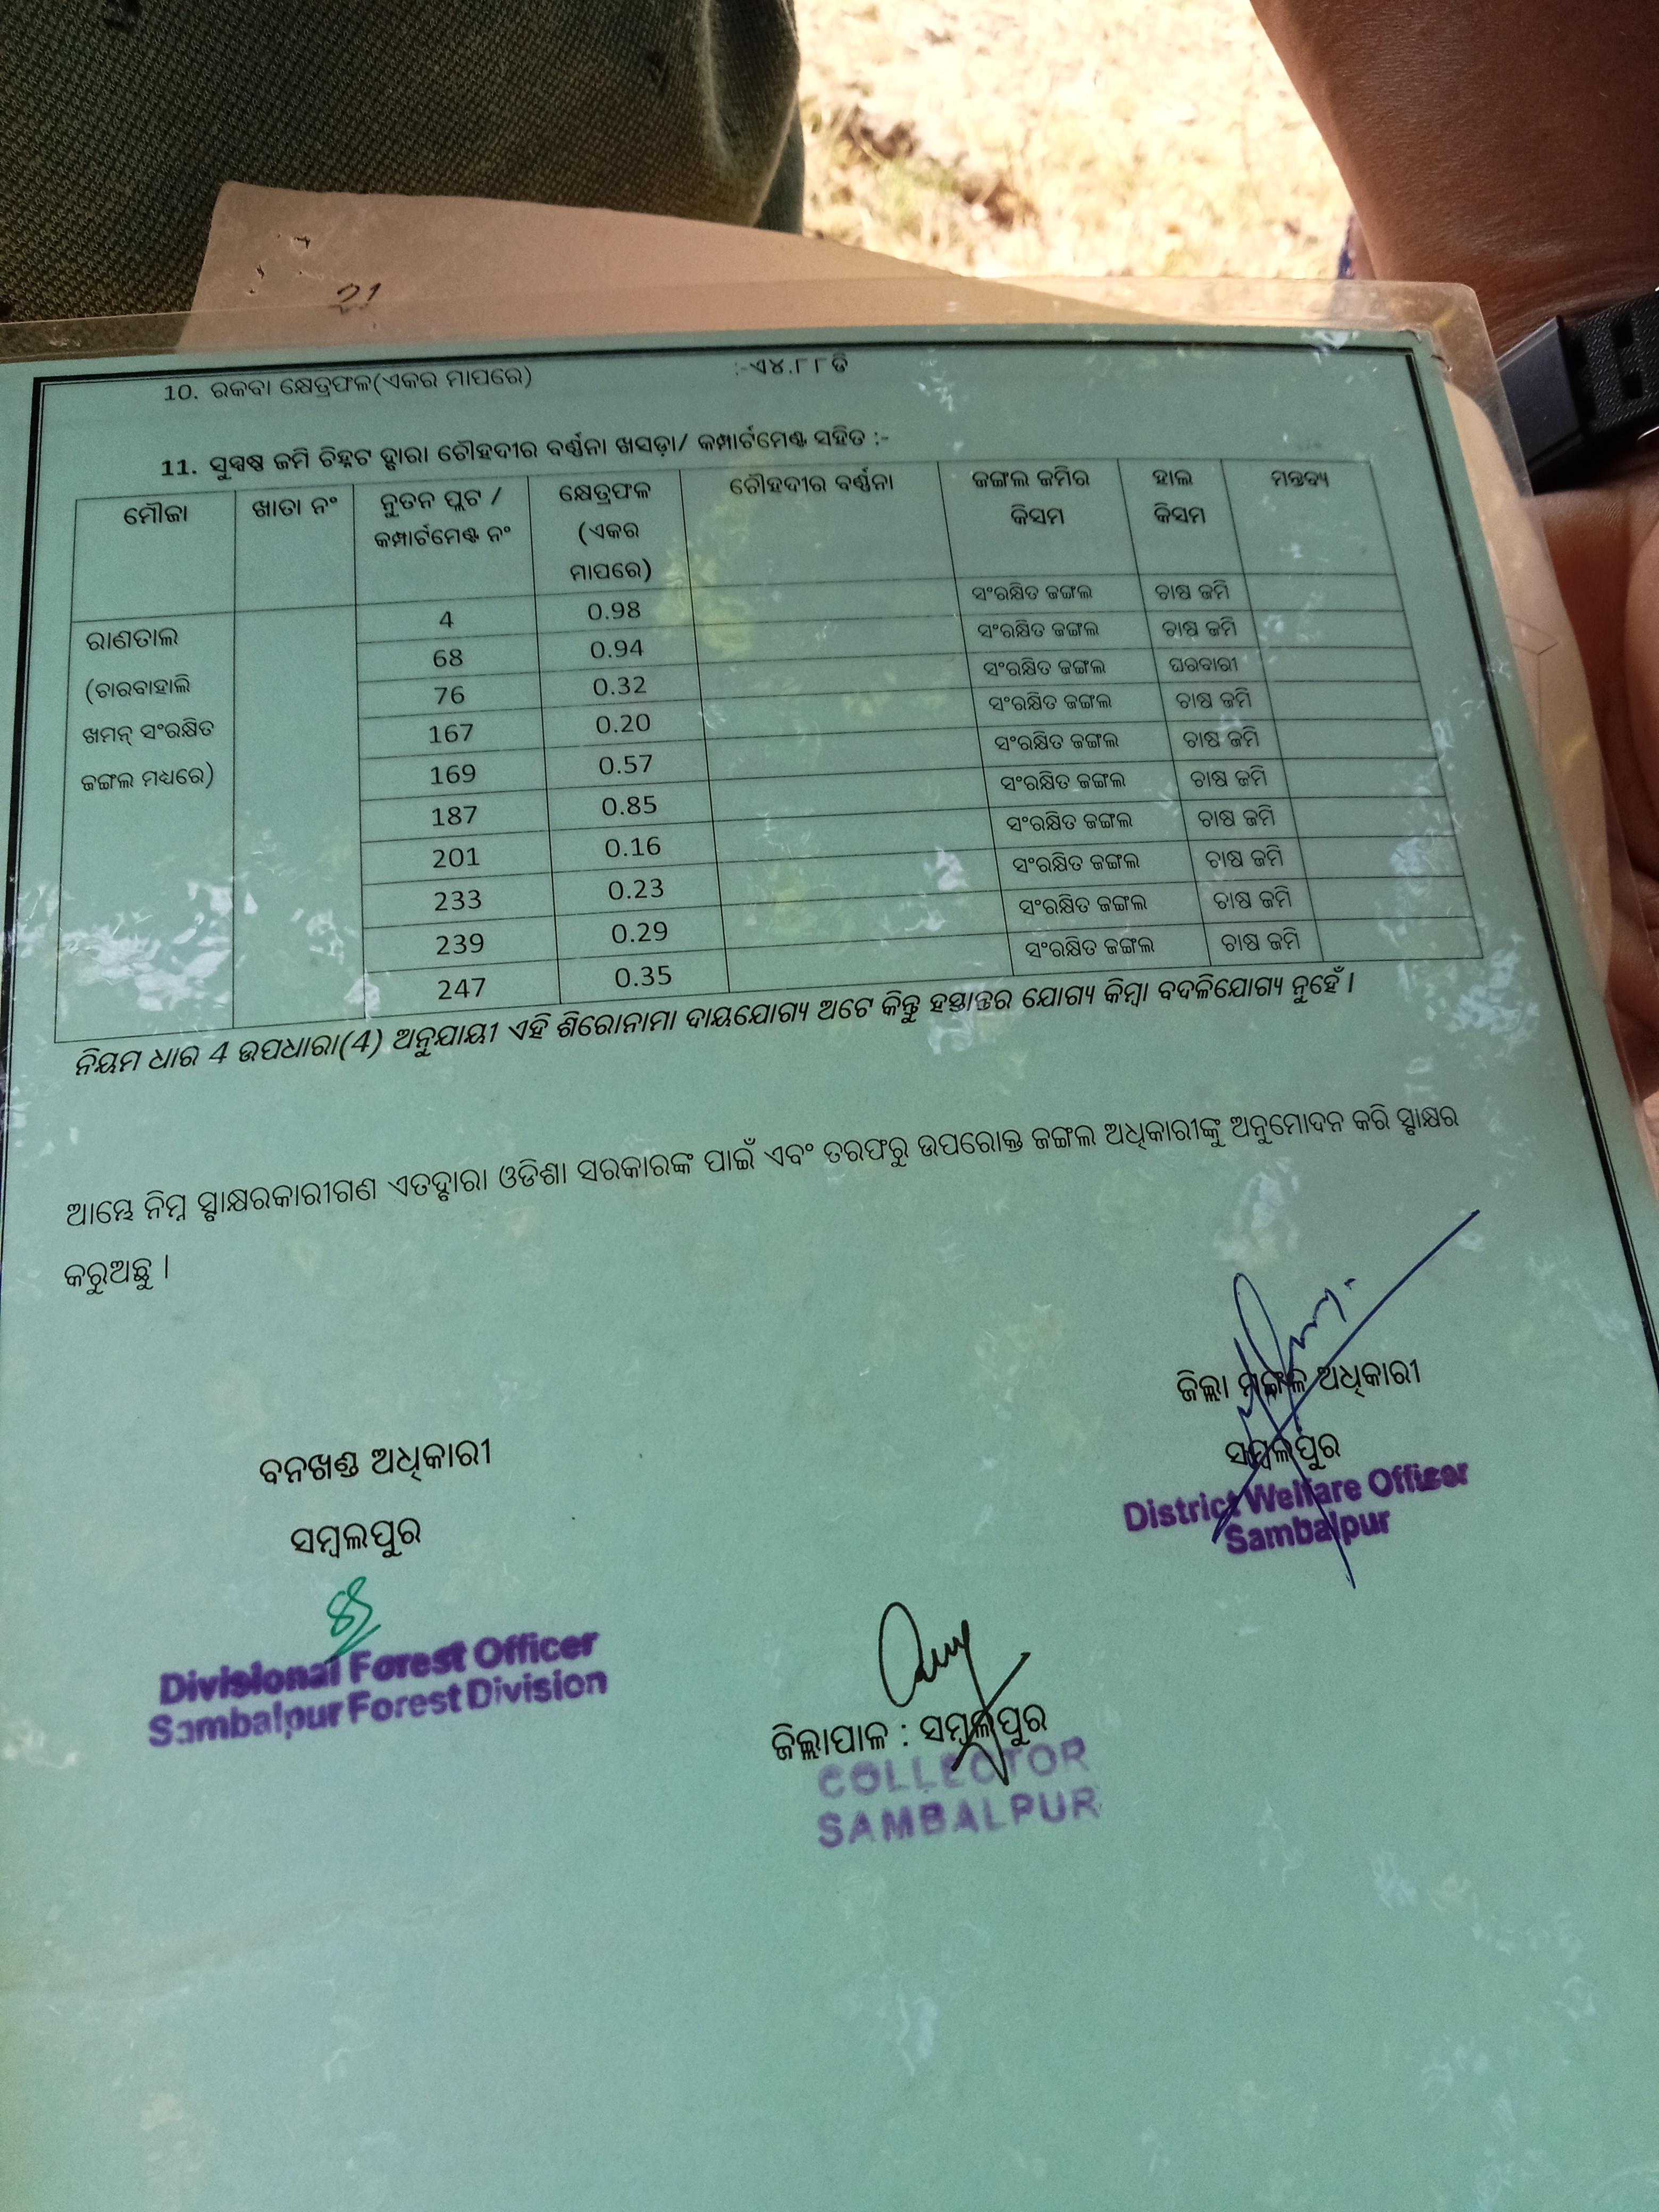 21
10. ରକବା କ୍ଷେତ୍ରଫଳ(ଏକର ମାପରେ) :-ଏ୪.୮୮ଡି
11. ସୁସ୍ପଷ୍ଟ ଜମି ଚିହ୍ନଟ ଦ୍ବାରା ଚୌହଦୀର ବର୍ଣ୍ଣନା ଖସଡ଼ା/ କମ୍ପାର୍ଟମେଣ୍ଟ ସହିତ :-
ମୌଜା ଖାତା ନଂ ନୁତନ ପ୍ଲଟ / କମ୍ପାର୍ଟମେଣ୍ଟ ନଂ କ୍ଷେତ୍ରଫଳ (ଏକର ମାପରେ) ଚୌହଦୀର ବର୍ଣ୍ଣନା ଜଙ୍ଗଲ ଜମିର କିସମ ହାଲ କିସମ ମନ୍ତବ୍ୟ
ରାଣତାଲ
(ଚାରବାହାଲି
ଖମନ୍ ସଂରକ୍ଷିତ
ଜଙ୍ଗଲ ମଧ୍ୟରେ)
4 0.98 ସଂରକ୍ଷିତ ଜଙ୍ଗଲ ଚାଷ ଜମି
68 0.94 ସଂରକ୍ଷିତ ଜଙ୍ଗଲ ଚାଷ ଜମି
76 0.32 ସଂରକ୍ଷିତ ଜଙ୍ଗଲ ଘରବାରୀ
167 0.20 ସଂରକ୍ଷିତ ଜଙ୍ଗଲ ଚାଷ ଜମି
169 0.57 ସଂରକ୍ଷିତ ଜଙ୍ଗଲ ଚାଷ ଜମି
187 0.85 ସଂରକ୍ଷିତ ଜଙ୍ଗଲ ଚାଷ ଜମି
201 0.16 ସଂରକ୍ଷିତ ଜଙ୍ଗଲ ଚାଷ ଜମି
233 0.23 ସଂରକ୍ଷିତ ଜଙ୍ଗଲ ଚାଷ ଜମି
239 0.29 ସଂରକ୍ଷିତ ଜଙ୍ଗଲ ଚାଷ ଜମି
247 0.35 ସଂରକ୍ଷିତ ଜଙ୍ଗଲ ଚାଷ ଜମି
ନିୟମ ଧାର 4 ଉପଧାରା(4) ଅନୁଯାୟୀ ଏହି ଶିରୋନାମା ଦାୟଯୋଗ୍ୟ ଅଟେ କିନ୍ତୁ ହସ୍ତାନ୍ତର ଯୋଗ୍ୟ କିମ୍ବା ବଦଳିଯୋଗ୍ୟ ନୁହେଁ ।
ଆମ୍ଭେ ନିମ୍ନ ସ୍ବାକ୍ଷରକାରୀଗଣ ଏତଦ୍ବାରା ଓଡିଶା ସରକାରଙ୍କ ପାଇଁ ଏବଂ ତରଫରୁ ଉପରୋକ୍ତ ଜଙ୍ଗଲ ଅଧିକାରୀଙ୍କୁ ଅନୁମୋଦନ କରି ସ୍ବାକ୍ଷର
କରୁଅଛୁ ।
ଜିଲ୍ଲା ମଙ୍ଗଳ ଅଧିକାରୀ
ସମ୍ବଲପୁର
District Welfare Officer
Sambalpur
ବନଖଣ୍ଡ ଅଧିକାରୀ
ସମ୍ବଲପୁର
Divisional Forest Officer
Sambalpur Forest Division
ଜିଲ୍ଲାପାଳ : ସମ୍ବଲପୁର
COLLECTOR
SAMBALPUR